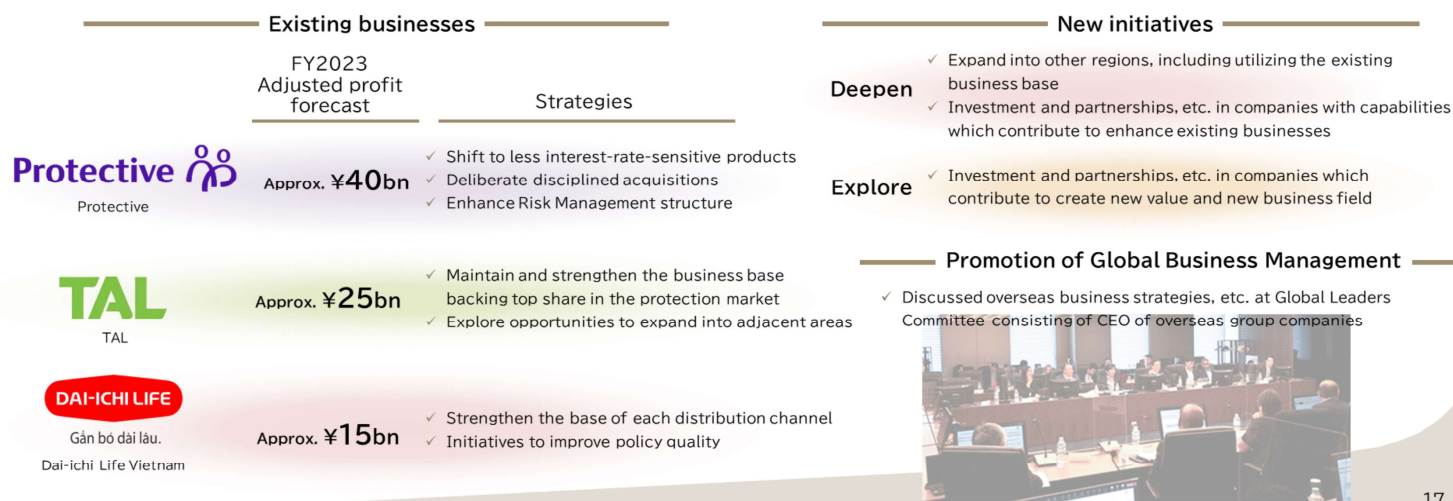 Existing businesses
FY2023
Adjusted profit
forecast
Strategies
Protective
Protective
Approx. ¥40bn
✓ Shift to less interest-rate-sensitive products
✓ Deliberate disciplined acquisitions
✓ Enhance Risk Management structure
TAL
TAL
Approx. ¥25bn
✓ Maintain and strengthen the business base
backing top share in the protection market
✓ Explore opportunities to expand into adjacent areas
DAI-ICHI LIFE
Gắn bó dài lâu.
Dai-ichi Life Vietnam
Approx. ¥15bn
✓ Strengthen the base of each distribution channel
✓ Initiatives to improve policy quality
New initiatives
Deepen
✓ Expand into other regions, including utilizing the existing
business base
✓ Investment and partnerships, etc. in companies with capabilities
which contribute to enhance existing businesses
Explore
✓ Investment and partnerships, etc. in companies which
contribute to create new value and new business field
Promotion of Global Business Management
✓ Discussed overseas business strategies, etc. at Global Leaders
Committee consisting of CEO of overseas group companies
17